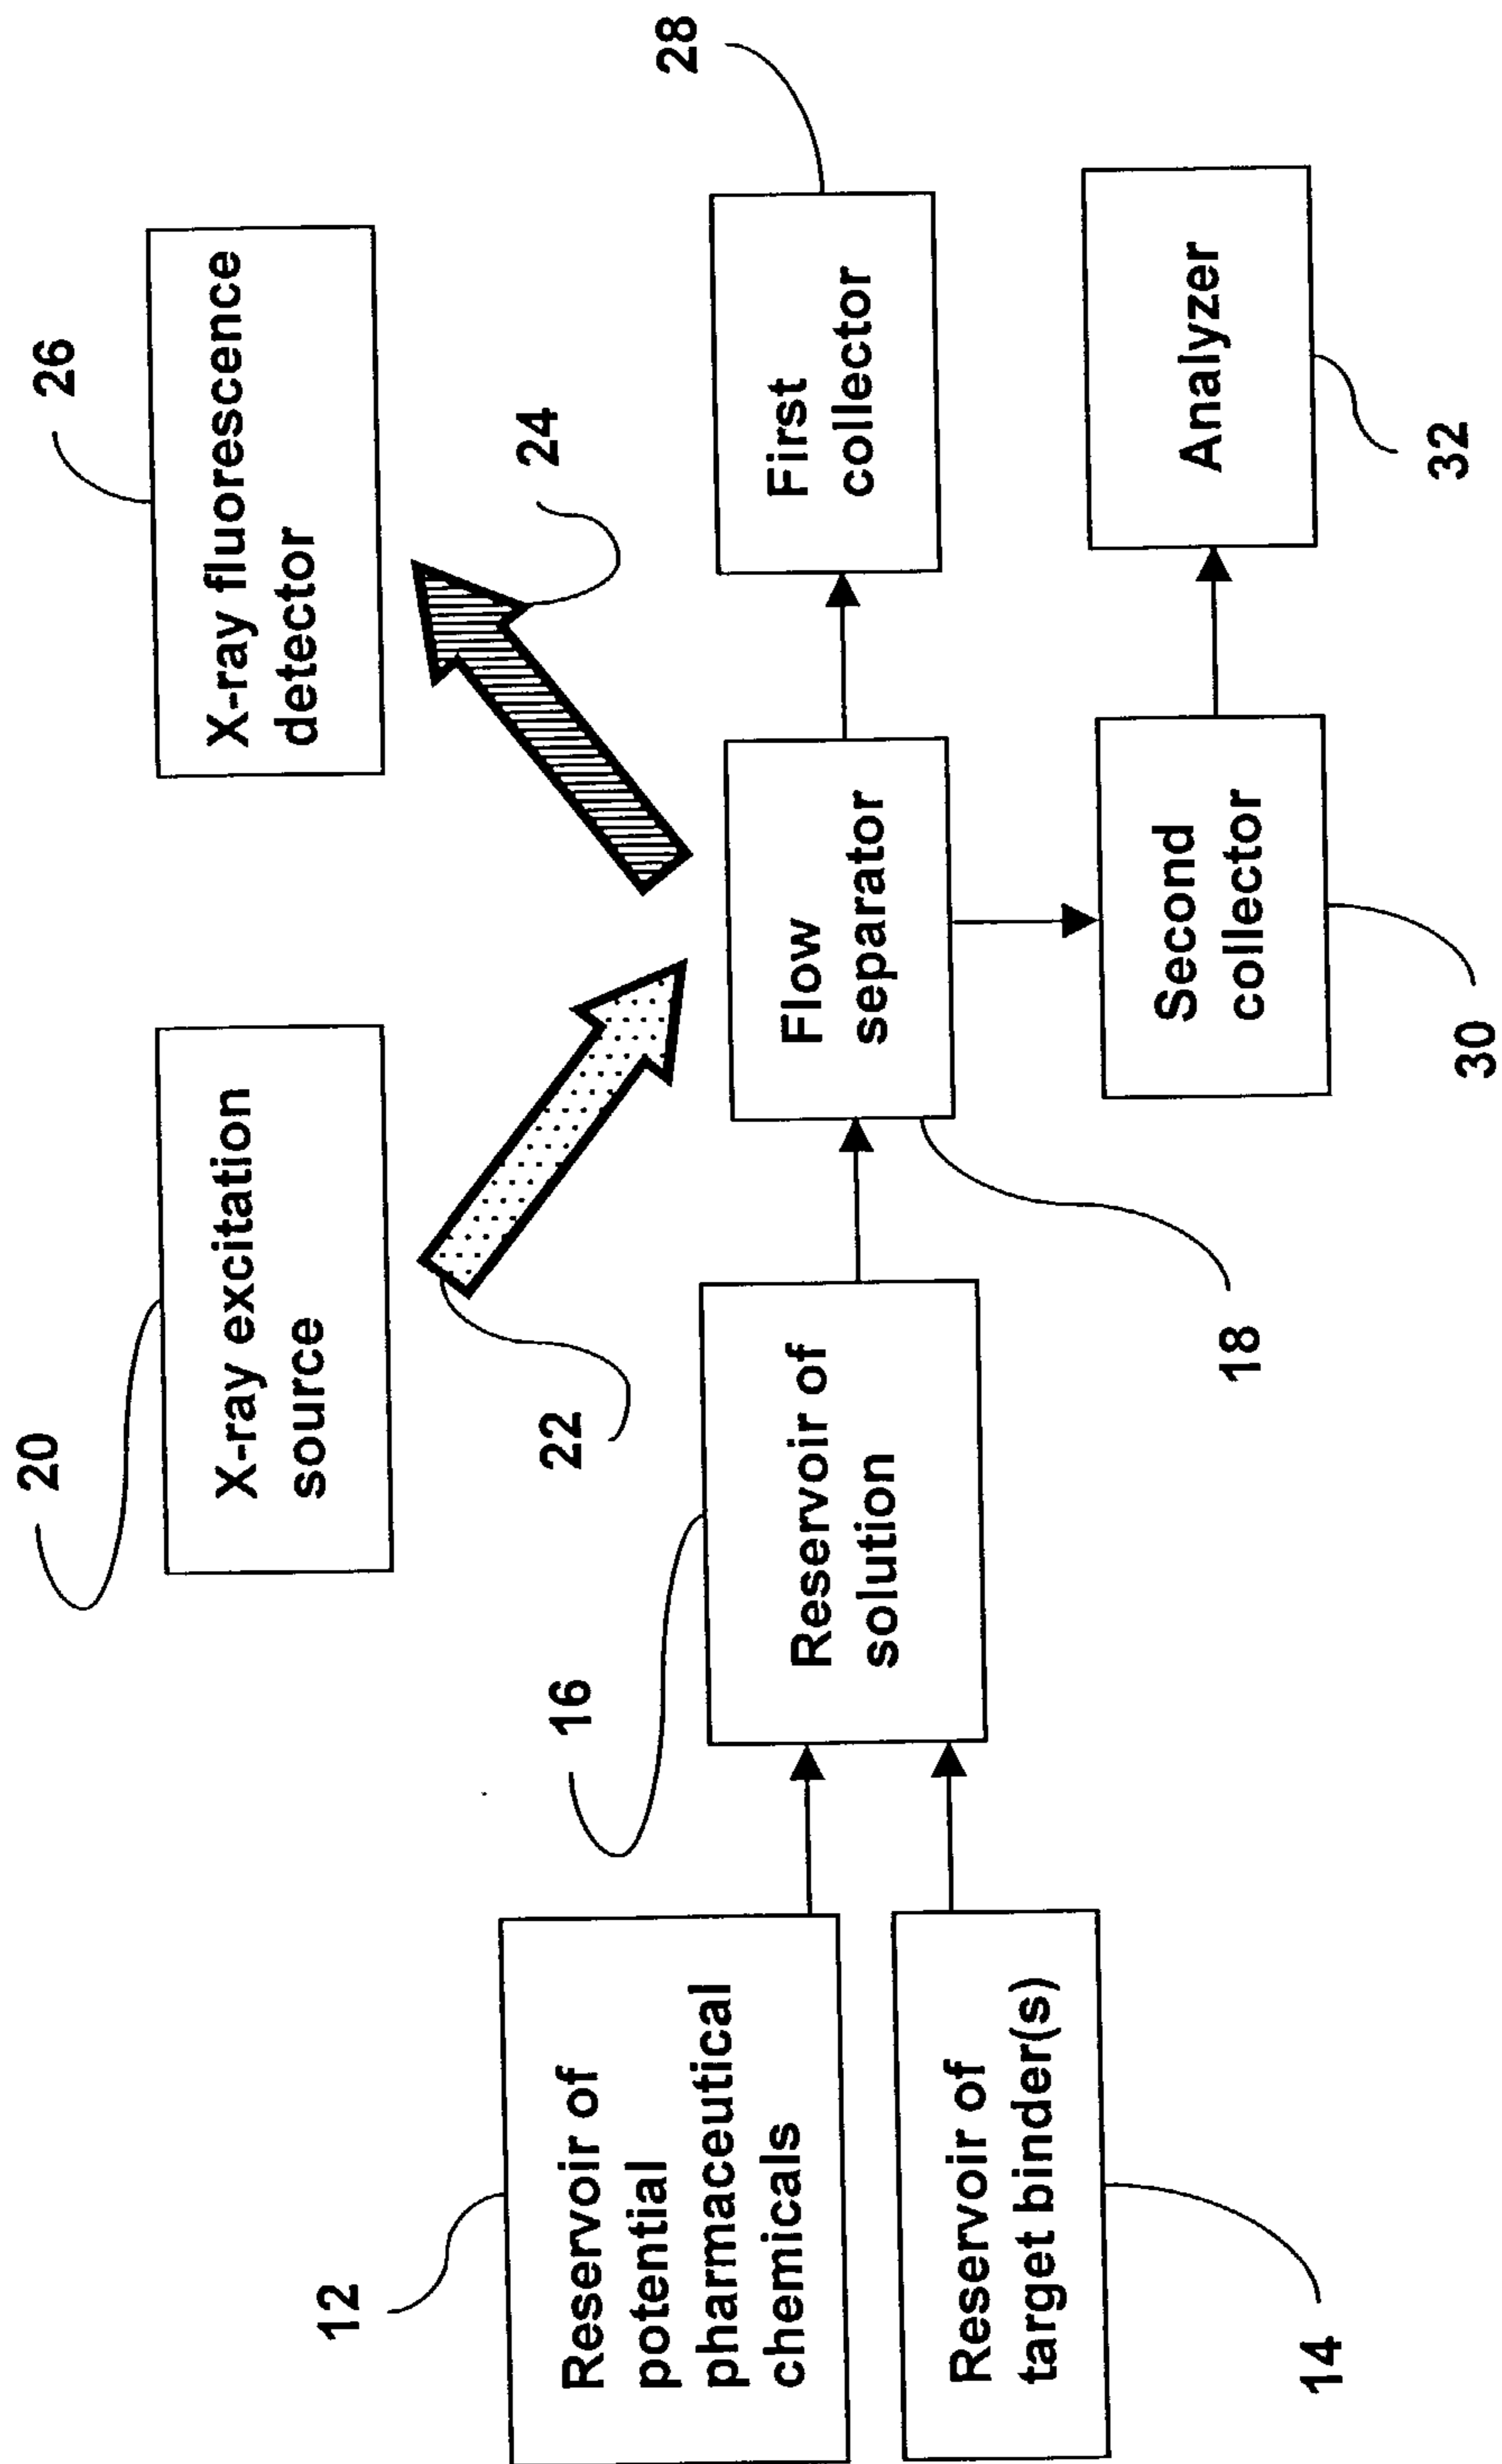 20
X-ray excitation
source
26
X-ray fluorescence
detector
22
24
12
Reservoir of
potential
pharmaceutical
chemicals
16
Reservoir of
solution
Flow
separator
First
collector
28
Reservoir of
target binder(s)
14
18
Second
collector
30
Analyzer
32